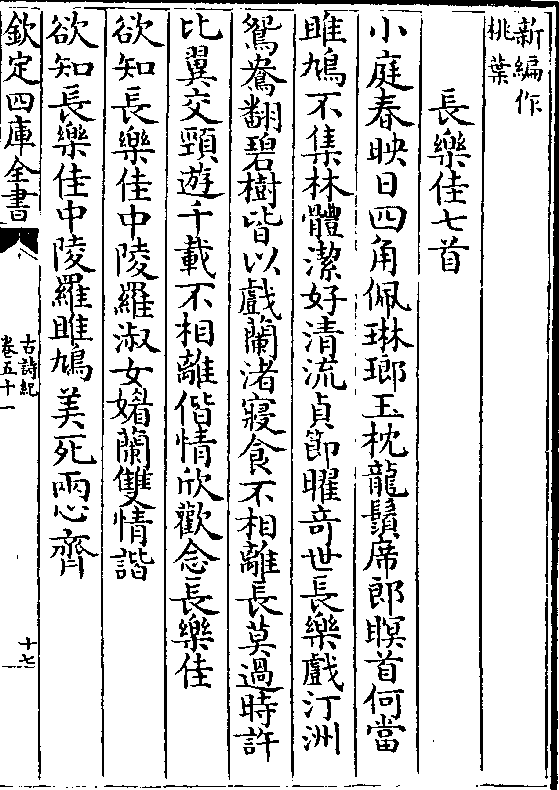 新編作
桃葉
長樂佳七首
小庭春映日四角佩琳瑯玉枕龍鬚席郎瞑首何當
雎鳩不集林體潔好清流貞節曜奇世長樂戲汀洲
鴛鴦翻碧樹皆以戲蘭渚寢食不相離長莫過時許
比翼交頸遊千載不相離偕情欣歡念長樂佳
欲知長樂佳中陵羅淑女媎蘭雙情諧
欲知長樂佳中陵羅雎鳩美死兩心齊
欽定四庫全書
古詩紀
卷五十一
十七